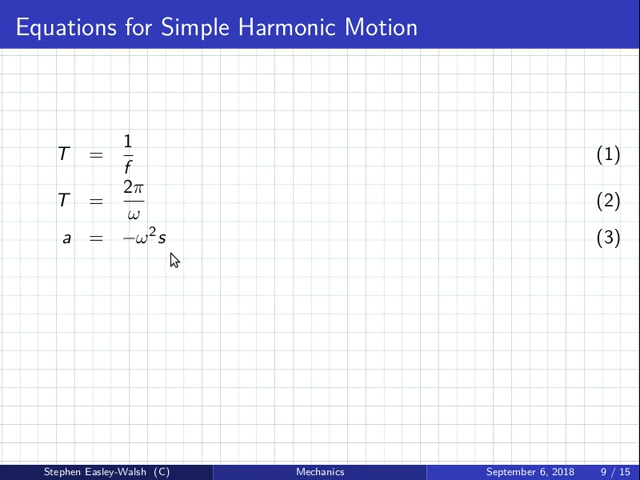 Equations for Simple Harmonic Motion
T = 1/f (1)
T = 2π/ω (2)
a = −ω²s (3)
Stephen Easley-Walsh (C) Mechanics September 6, 2018 9 / 15